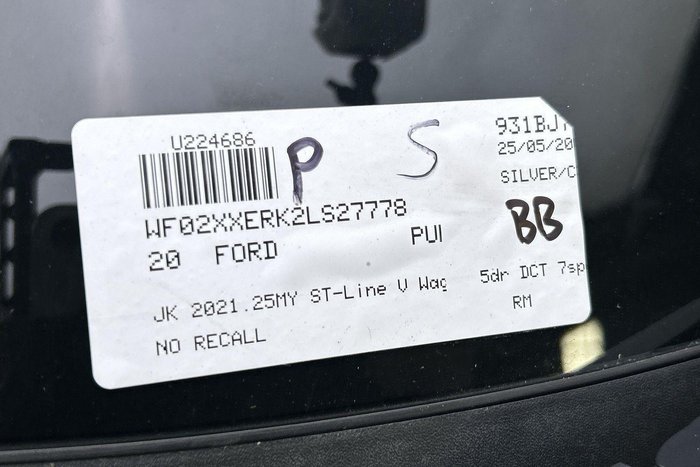 U224686
P
S
931BJ
25/05/20
SILVER/C
WF02XXERK2LS27778
BB
20 FORD PUI
5dr DCT 7sp
JK 2021.25MY ST-Line V Wag
RM
NO RECALL